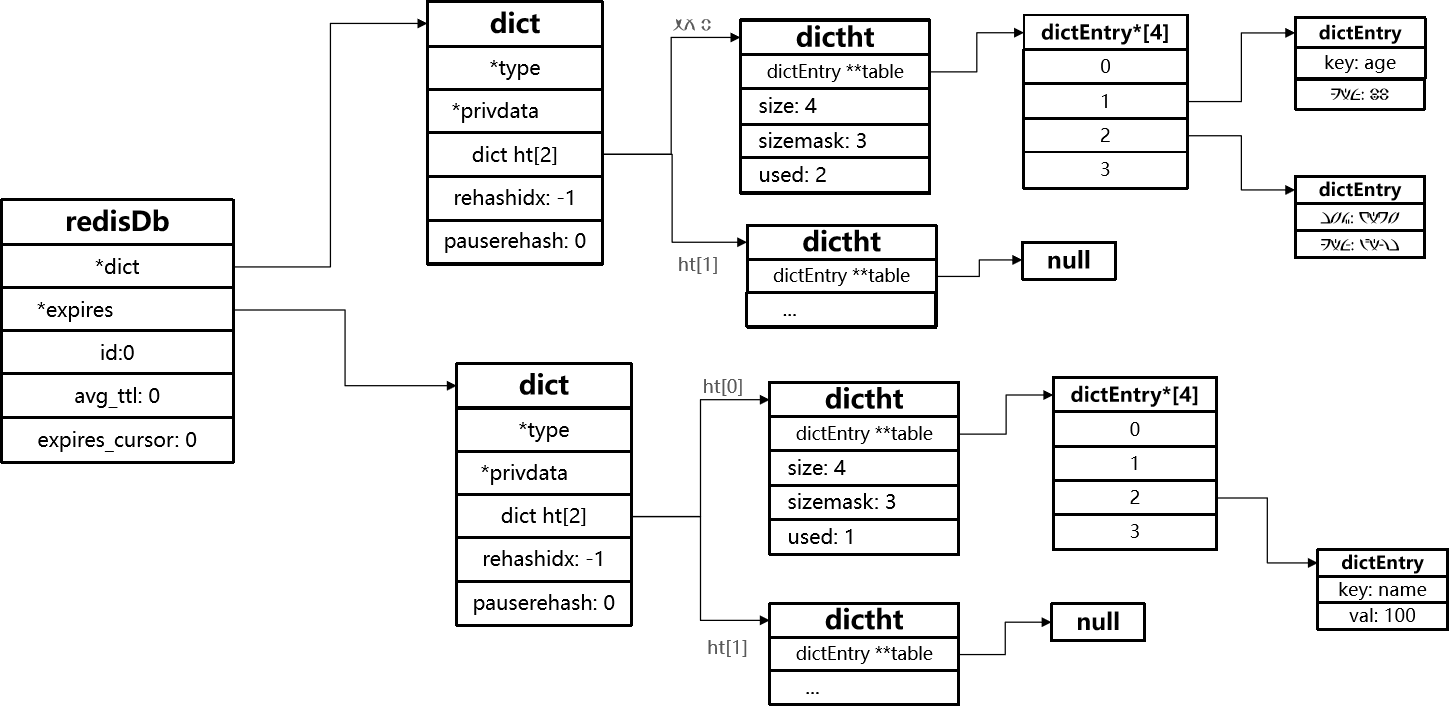 redisDb
*dict
*expires
id:0
avg_ttl: 0
expires_cursor: 0
dict
*type
*privdata
dict ht[2]
rehashidx: -1
pauserehash: 0
dictht
dictEntry **table
size: 4
sizemask: 3
used: 2
dictEntry*[4]
0
1
2
3
dictEntry
key: age
dictEntry
ht[1]
dictht
dictEntry **table
...
null
dict
*type
*privdata
dict ht[2]
rehashidx: -1
pauserehash: 0
ht[0]
dictht
dictEntry **table
size: 4
sizemask: 3
used: 1
dictEntry*[4]
0
1
2
3
dictEntry
key: name
val: 100
ht[1]
dictht
dictEntry **table
...
null